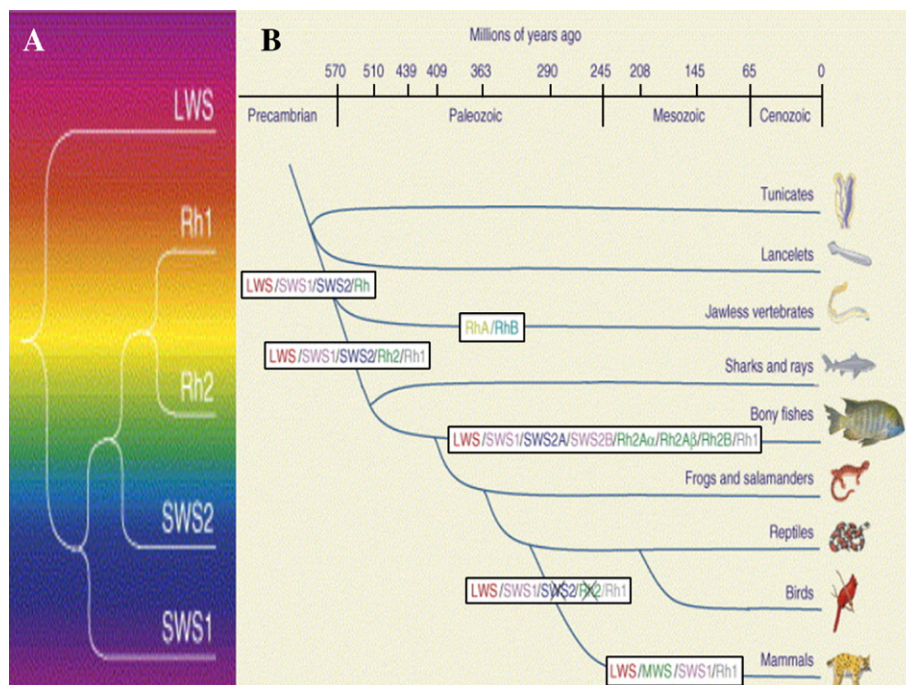 A
LWS
Rh1
Rh2
SWS2
SWS1
B
Millions of years ago
570 510 439 409 363 290 245 208 145 65 0
Precambrian Paleozoic Mesozoic Cenozoic
Tunicates
Lancelets
LWS/SWS1/SWS2/Rh
Jawless vertebrates
RhA/RhB
LWS/SWS1/SWS2/Rh2/Rh1
Sharks and rays
Bony fishes
LWS/SWS1/SWS2A/SWS2B/Rh2Aα/Rh2Aβ/Rh2B/Rh1
Frogs and salamanders
Reptiles
LWS/SWS1/SWS2/Rh2/Rh1
Birds
Mammals
LWS/MWS/SWS1/Rh1